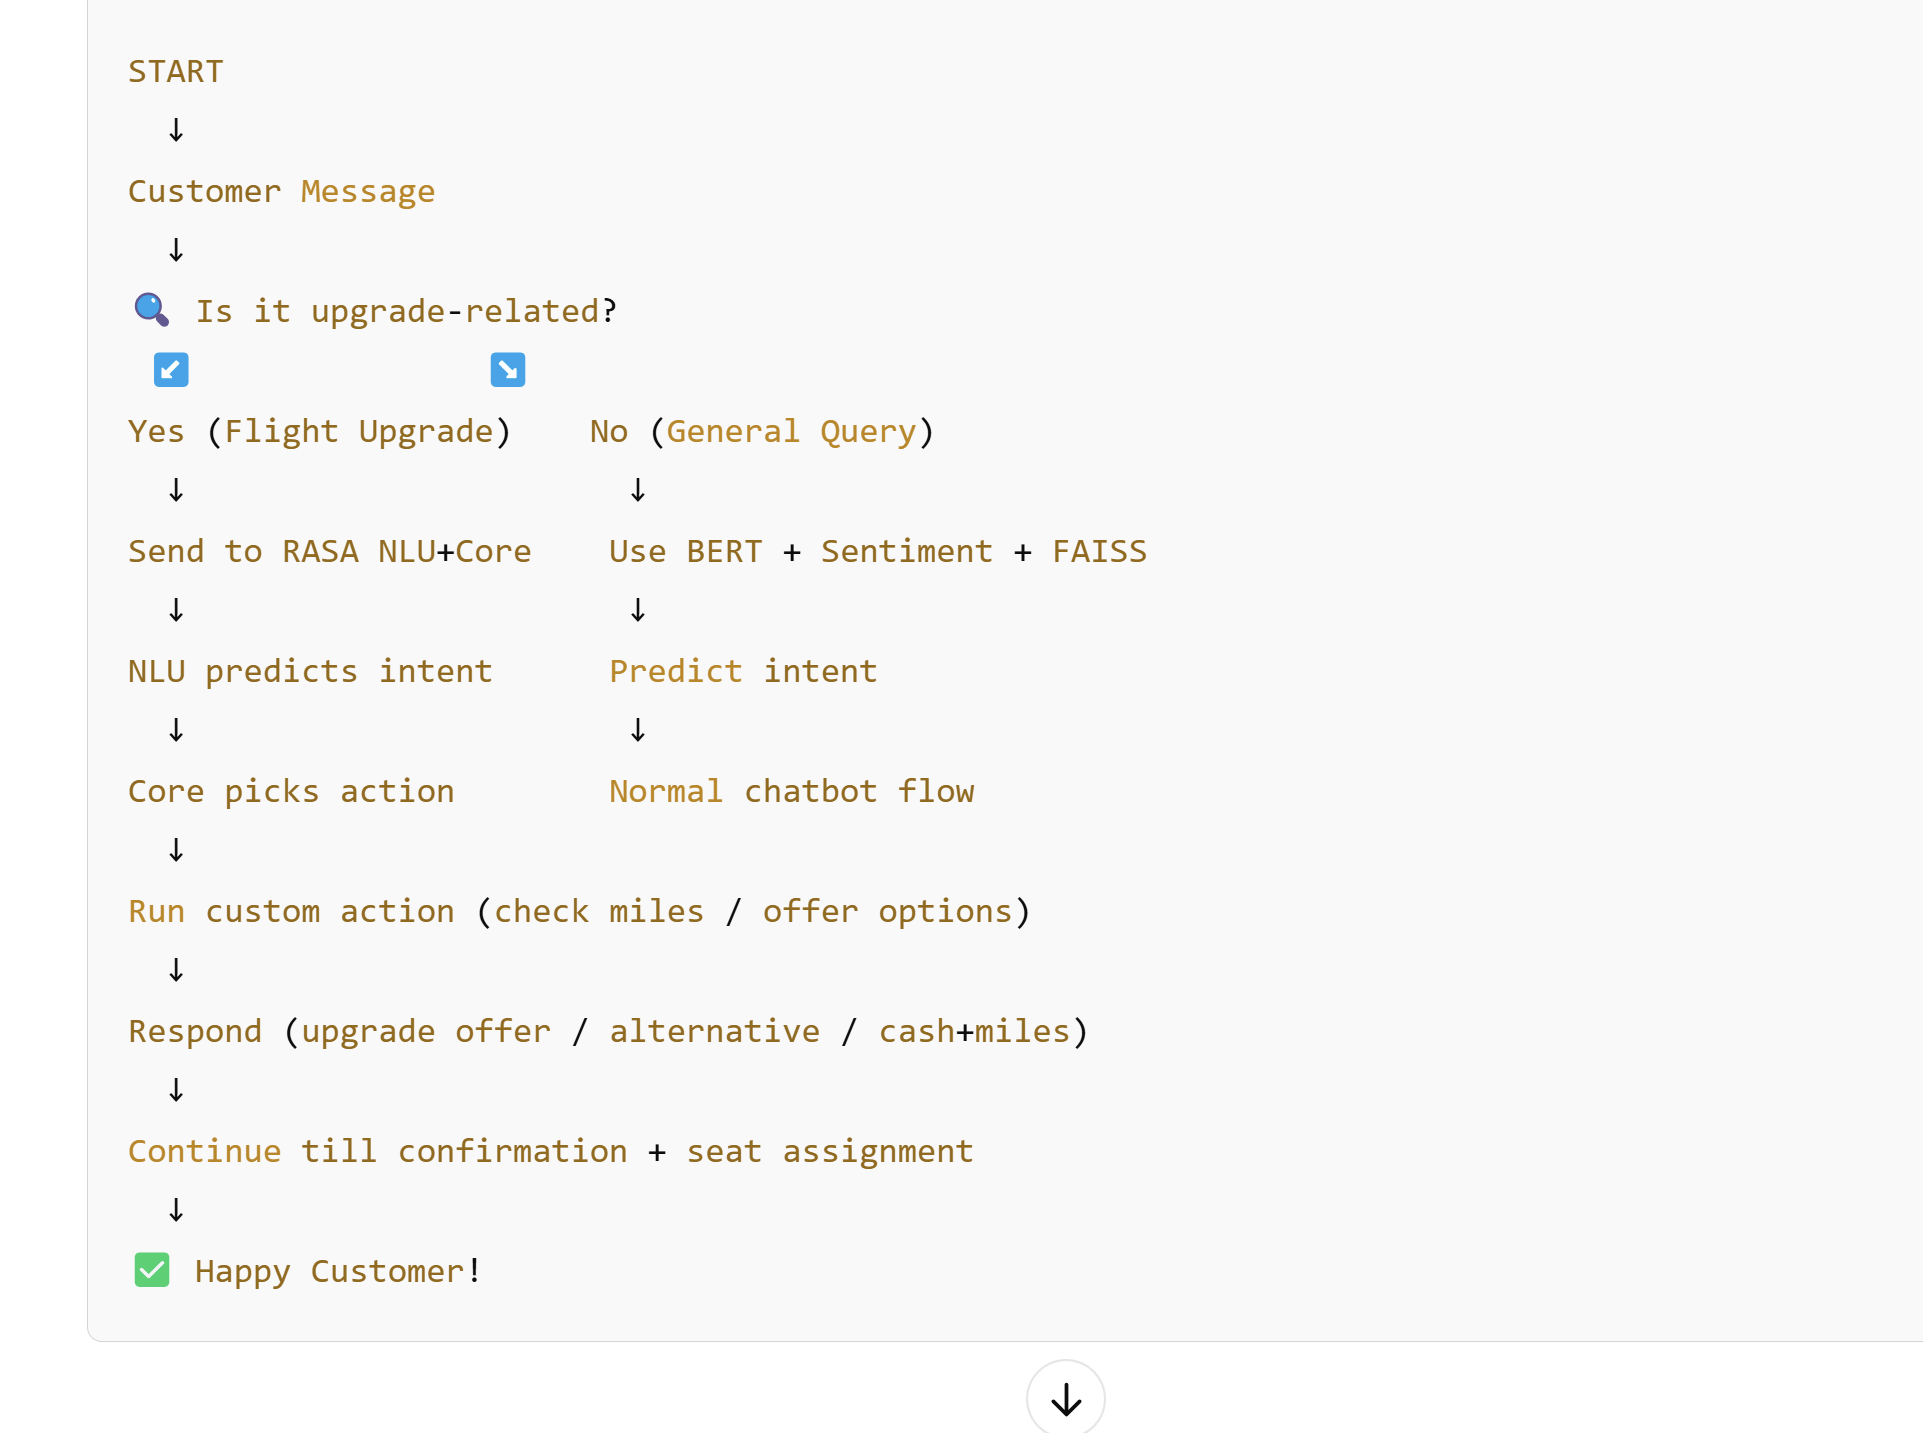 START
↓
Customer Message
↓
🔍 Is it upgrade-related?
↙️ ↘️
Yes (Flight Upgrade) No (General Query)
↓ ↓
Send to RASA NLU+Core Use BERT + Sentiment + FAISS
↓ ↓
NLU predicts intent Predict intent
↓ ↓
Core picks action Normal chatbot flow
↓
Run custom action (check miles / offer options)
↓
Respond (upgrade offer / alternative / cash+miles)
↓
Continue till confirmation + seat assignment
↓
✅ Happy Customer!